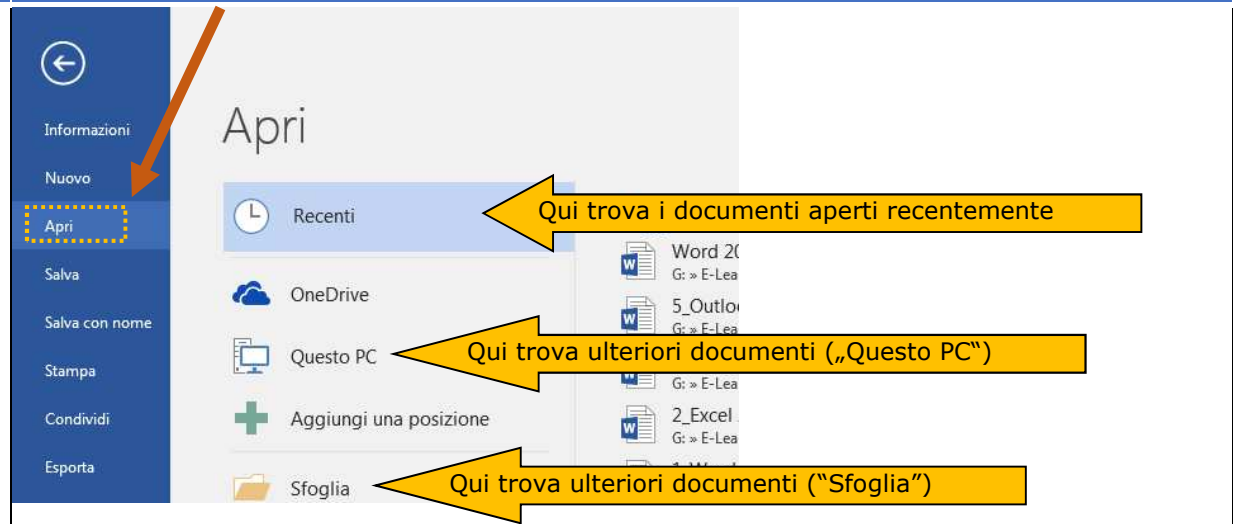 Informazioni
Nuovo
Apri
Salva
Salva con nome
Stampa
Condividi
Esporta
Apri
Recenti
Qui trova i documenti aperti recentemente
OneDrive
Questo PC
Qui trova ulteriori documenti („Questo PC“)
Aggiungi una posizione
Sfoglia
Qui trova ulteriori documenti (“Sfoglia”)
Word 20
G: » E-Lea
5_Outlo
G: » E-Lea
G: » E-Lea
2_Excel
G: » E-Lea